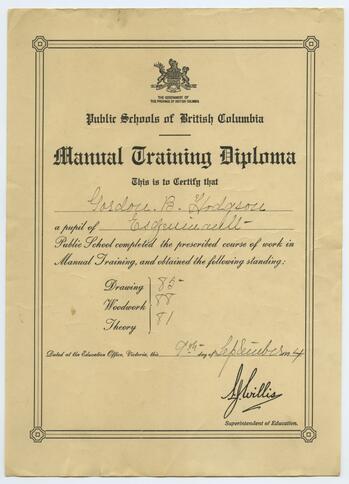 THE GOVERNMENT OF
THE PROVINCE OF BRITISH COLUMBIA
Public Schools of British Columbia
Manual Training Diploma
This is to Certify that
Gordon B. Hodgson
a pupil of Esquimalt
Public School completed the prescribed course of work in
Manual Training, and obtained the following standing:
Drawing 85
Woodwork 88
Theory 81
Dated at the Education Office, Victoria, this 9th day of September
S.J. Willis
Superintendent of Education.